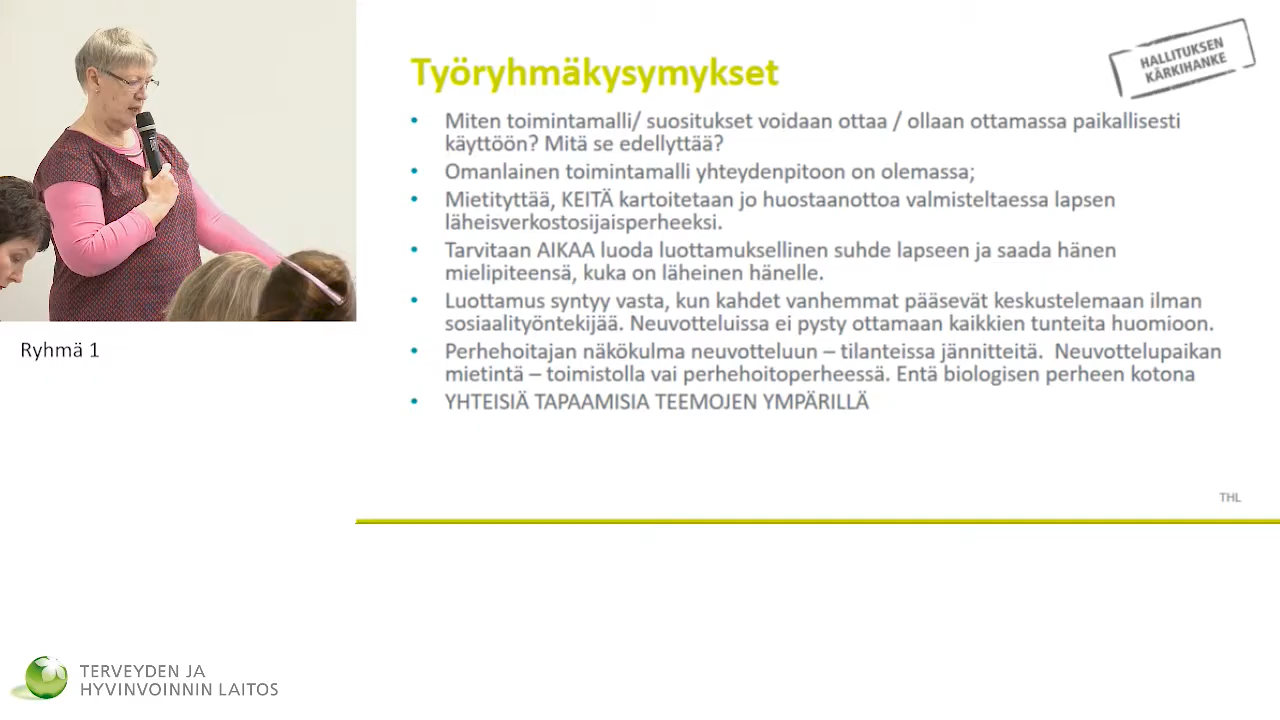 HALLITUKSEN
KÄRKIHANKE
Työryhmäkysymykset
• Miten toimintamalli/ suositukset voidaan ottaa / ollaan ottamassa paikallisesti
käyttöön? Mitä se edellyttää?
• Omanlainen toimintamalli yhteydenpitoon on olemassa;
• Mietityttää, KEITÄ kartoitetaan jo huostaanottoa valmisteltaessa lapsen
läheisverkostosijaisperheeksi.
• Tarvitaan AIKAA luoda luottamuksellinen suhde lapseen ja saada hänen
mielipiteensä, kuka on läheinen hänelle.
• Luottamus syntyy vasta, kun kahdet vanhemmat pääsevät keskustelemaan ilman
sosiaalityöntekijää. Neuvotteluissa ei pysty ottamaan kaikkien tunteita huomioon.
• Perhehoitajan näkökulma neuvotteluun – tilanteissa jännitteitä.  Neuvottelupaikan
mietintä – toimistolla vai perhehoitoperheessä. Entä biologisen perheen kotona
• YHTEISIÄ TAPAAMISIA TEEMOJEN YMPÄRILLÄ
THL
Ryhmä 1
TERVEYDEN JA
HYVINVOINNIN LAITOS